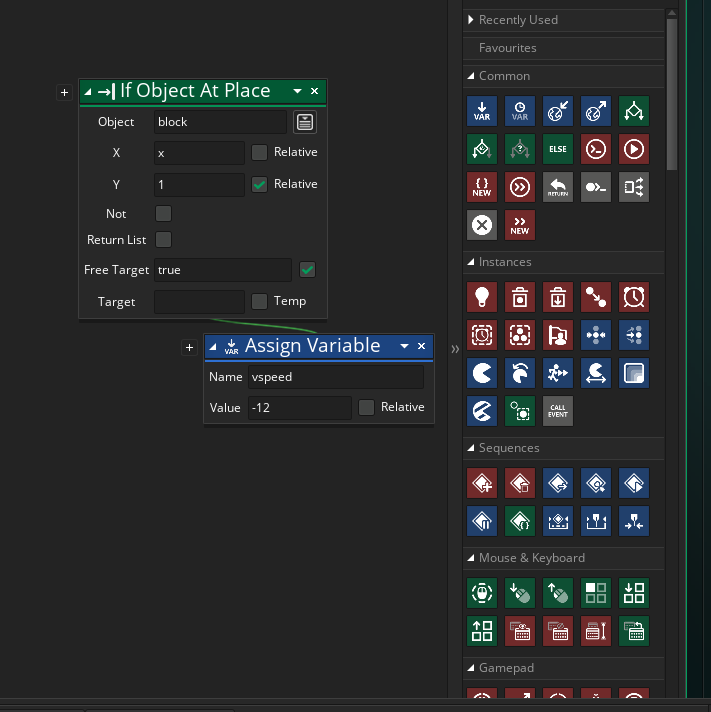 Recently Used
Favourites
Common
If Object At Place
Object block
VAR VAR
X x Relative
ELSE
Y 1 Relative
{ } NEW RETURN
Not
NEW
Return List
Free Target true
Instances
Target Temp
Assign Variable
VAR
Name vspeed
Value -12 Relative
CALL EVENT
Sequences
Mouse & Keyboard
Gamepad